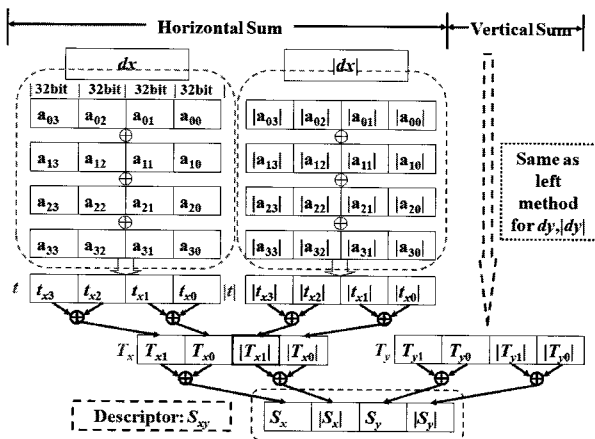 Horizontal Sum Vertical Sum
dx |dx|
|32bit |32bit |32bit |32bit|
a03 a02 a01 a00 |a03| |a02| |a01| |a00|
a13 a12 a11 a10 |a13| |a12| |a11| |a10|
Same as
left
method
for dy,|dy|
a23 a22 a21 a20 |a23| |a22| |a21| |a20|
a33 a32 a31 a30 |a33| |a32| |a31| |a30|
t tx3 tx2 tx1 tx0 |t| |tx3| |tx2| |tx1| |tx0|
Tx Tx1 Tx0 |Tx1| |Tx0| Ty Ty1 Ty0 |Ty1| |Ty0|
Descriptor: Sxy Sx |Sx| Sy |Sy|